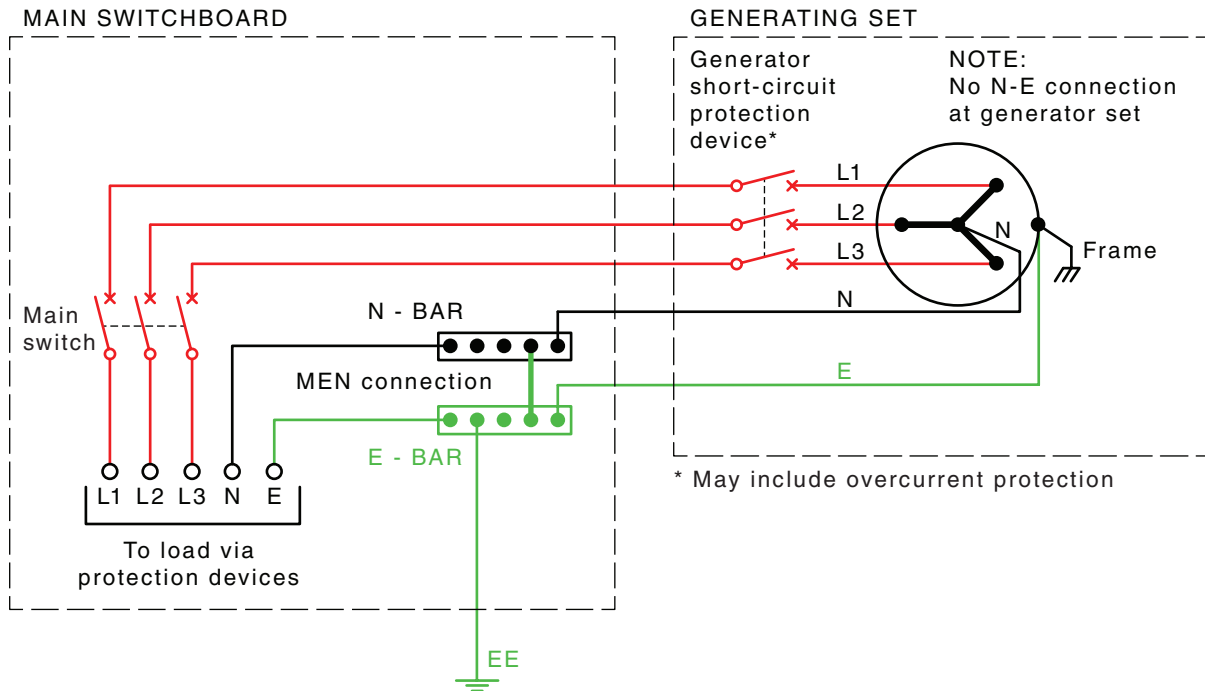 MAIN SWITCHBOARD
GENERATING SET
Generator
short-circuit
protection
device*
NOTE:
No N-E connection
at generator set
L1
L2
N
L3
Frame
N
Main
switch
N - BAR
MEN connection
E
E - BAR
L1 L2 L3 N E
* May include overcurrent protection
To load via
protection devices
EE